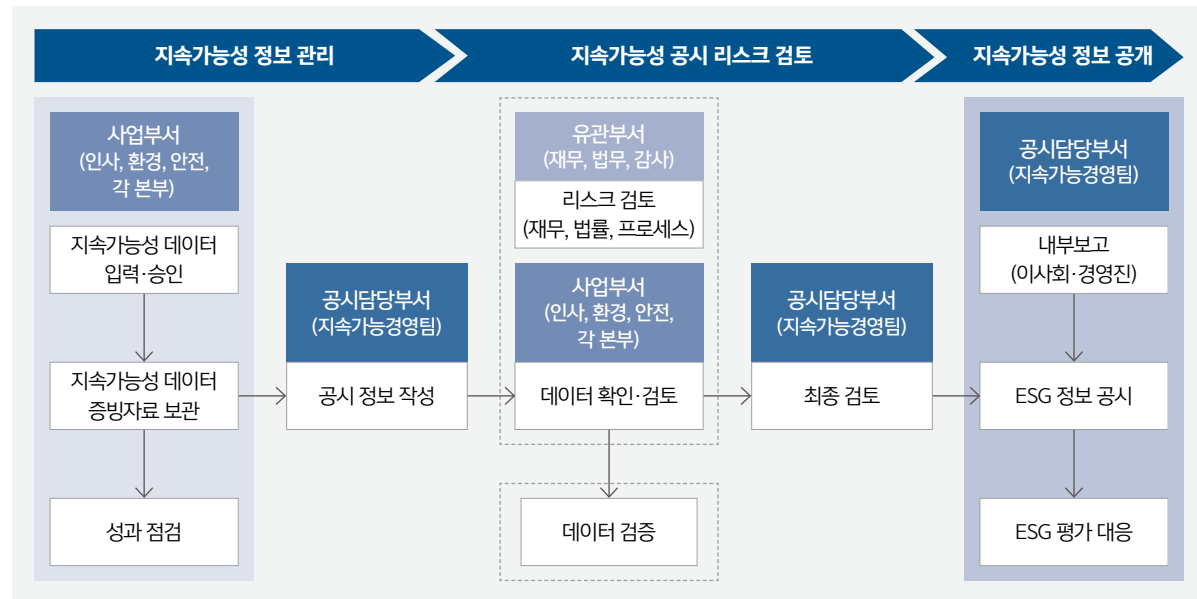 지속가능성 정보 관리
지속가능성 공시 리스크 검토
지속가능성 정보 공개
사업부서
(인사, 환경, 안전,
각 본부)
지속가능성 데이터
입력·승인
지속가능성 데이터
증빙자료 보관
성과 점검
공시담당부서
(지속가능경영팀)
공시 정보 작성
유관부서
(재무, 법무, 감사)
리스크 검토
(재무, 법률, 프로세스)
사업부서
(인사, 환경, 안전,
각 본부)
데이터 확인·검토
데이터 검증
공시담당부서
(지속가능경영팀)
최종 검토
공시담당부서
(지속가능경영팀)
내부보고
(이사회·경영진)
ESG 정보 공시
ESG 평가 대응